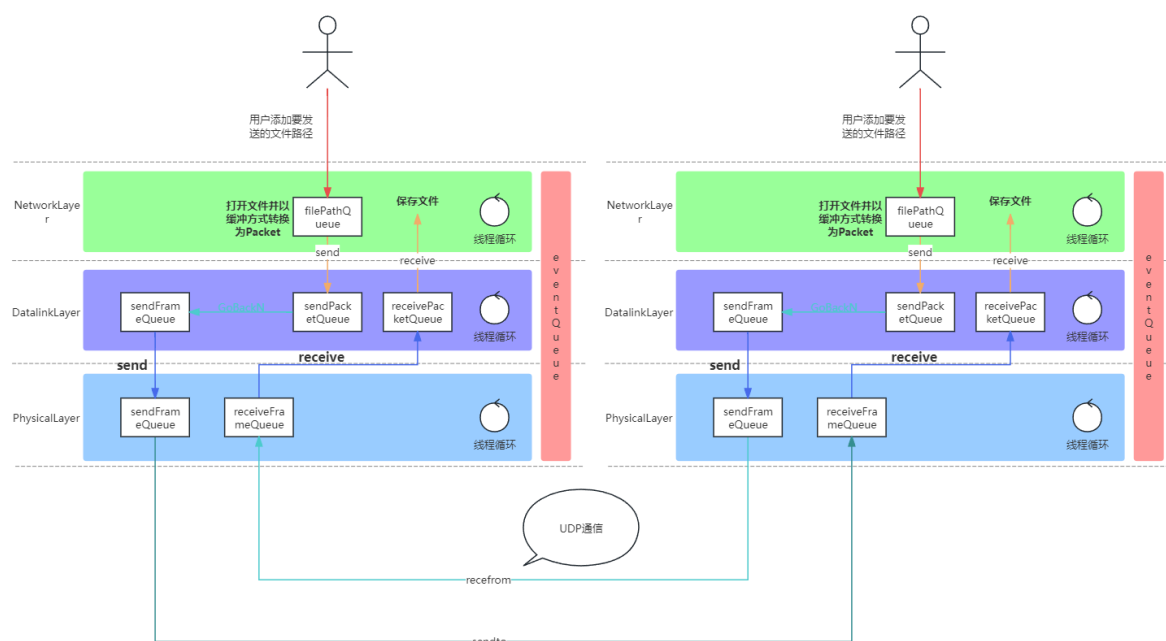 用户添加要发
送的文件路径
用户添加要发
送的文件路径
NetworkLaye
r
打开文件并以
缓冲方式转换
为Packet
filePathQ
ueue
保存文件
线程循环
send
receive
eventQueue
NetworkLaye
r
打开文件并以
缓冲方式转换
为Packet
filePathQ
ueue
保存文件
线程循环
send
receive
eventQueue
DatalinkLayer
sendFram
eQueue
sendPack
etQueue
receivePac
ketQueue
线程循环
send
receive
DatalinkLayer
sendFram
eQueue
sendPack
etQueue
receivePac
ketQueue
线程循环
send
receive
PhysicalLayer
sendFram
eQueue
receiveFra
meQueue
线程循环
PhysicalLayer
sendFram
eQueue
receiveFra
meQueue
线程循环
UDP通信
recefrom
sendto